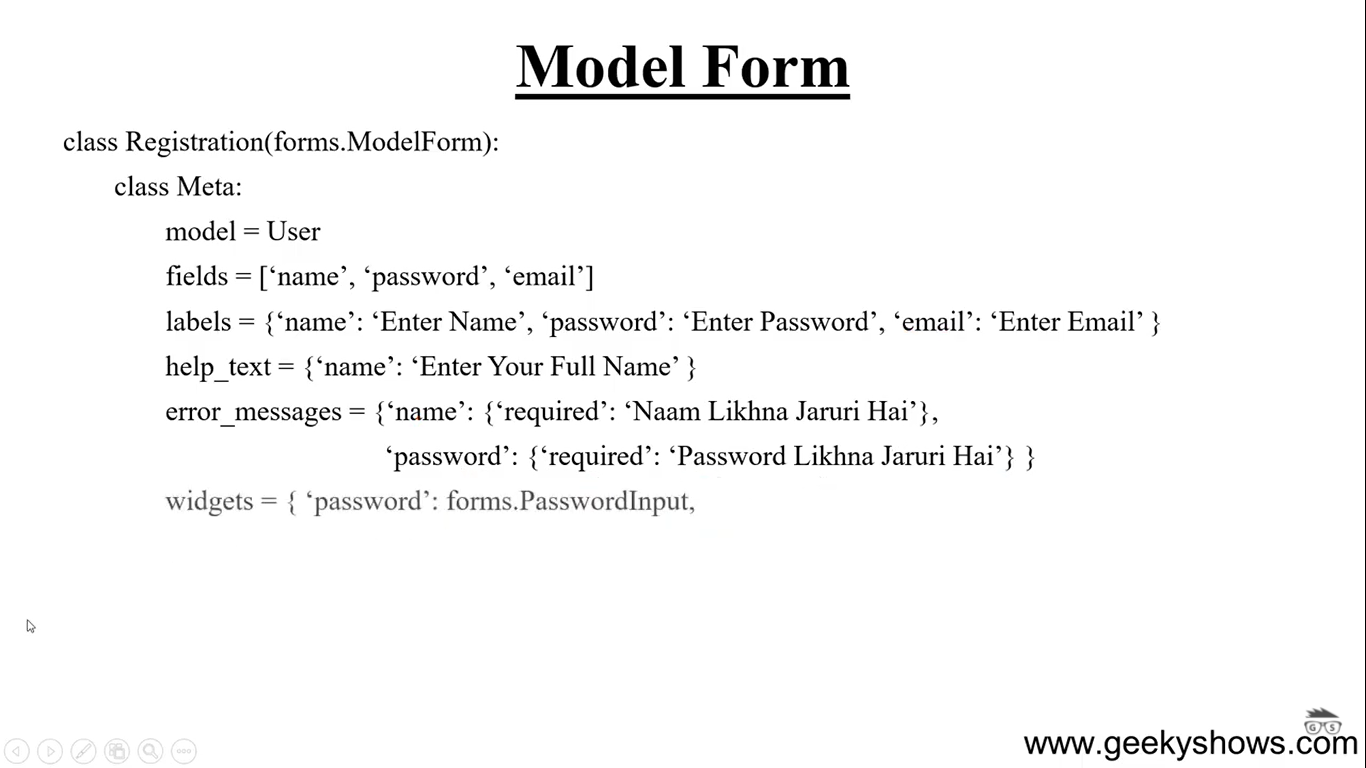 Model Form
class Registration(forms.ModelForm):
class Meta:
model = User
fields = [‘name’, ‘password’, ‘email’]
labels = {‘name’: ‘Enter Name’, ‘password’: ‘Enter Password’, ‘email’: ‘Enter Email’ }
help_text = {‘name’: ‘Enter Your Full Name’ }
error_messages = {‘name’: {‘required’: ‘Naam Likhna Jaruri Hai’},
‘password’: {‘required’: ‘Password Likhna Jaruri Hai’} }
widgets = { ‘password’: forms.PasswordInput,
G S
www.geekyshows.com